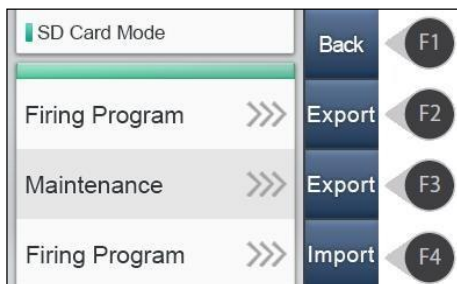 SD Card Mode Back F1
Firing Program >>> Export F2
Maintenance >>> Export F3
Firing Program >>> Import F4